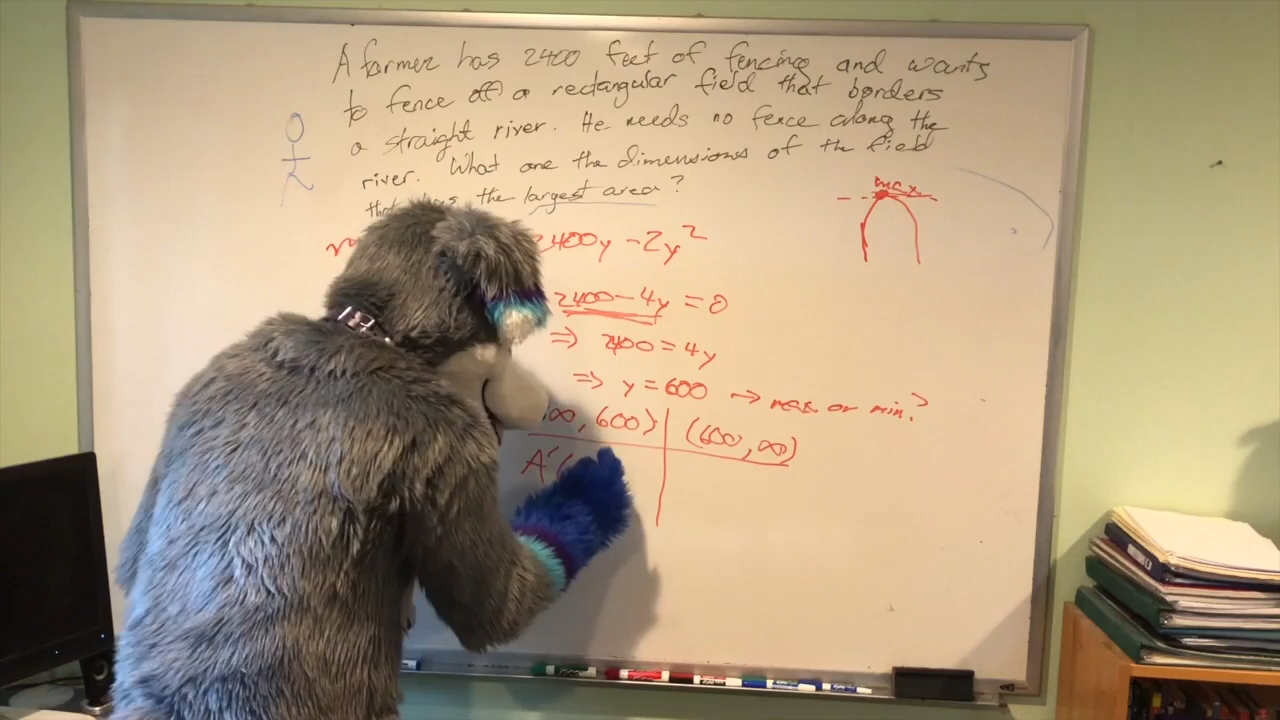 A farmer has 2400 feet of fencing and wants
to fence off a rectangular field that borders
a straight river. He needs no fence along the
river. What are the dimensions of the field
the largest area?
max
2400y - 2y²
2400 - 4y = 0
⇒ 2400 = 4y
⇒ y = 600 → max or min?
∞, 600) (600, ∞)
A'(